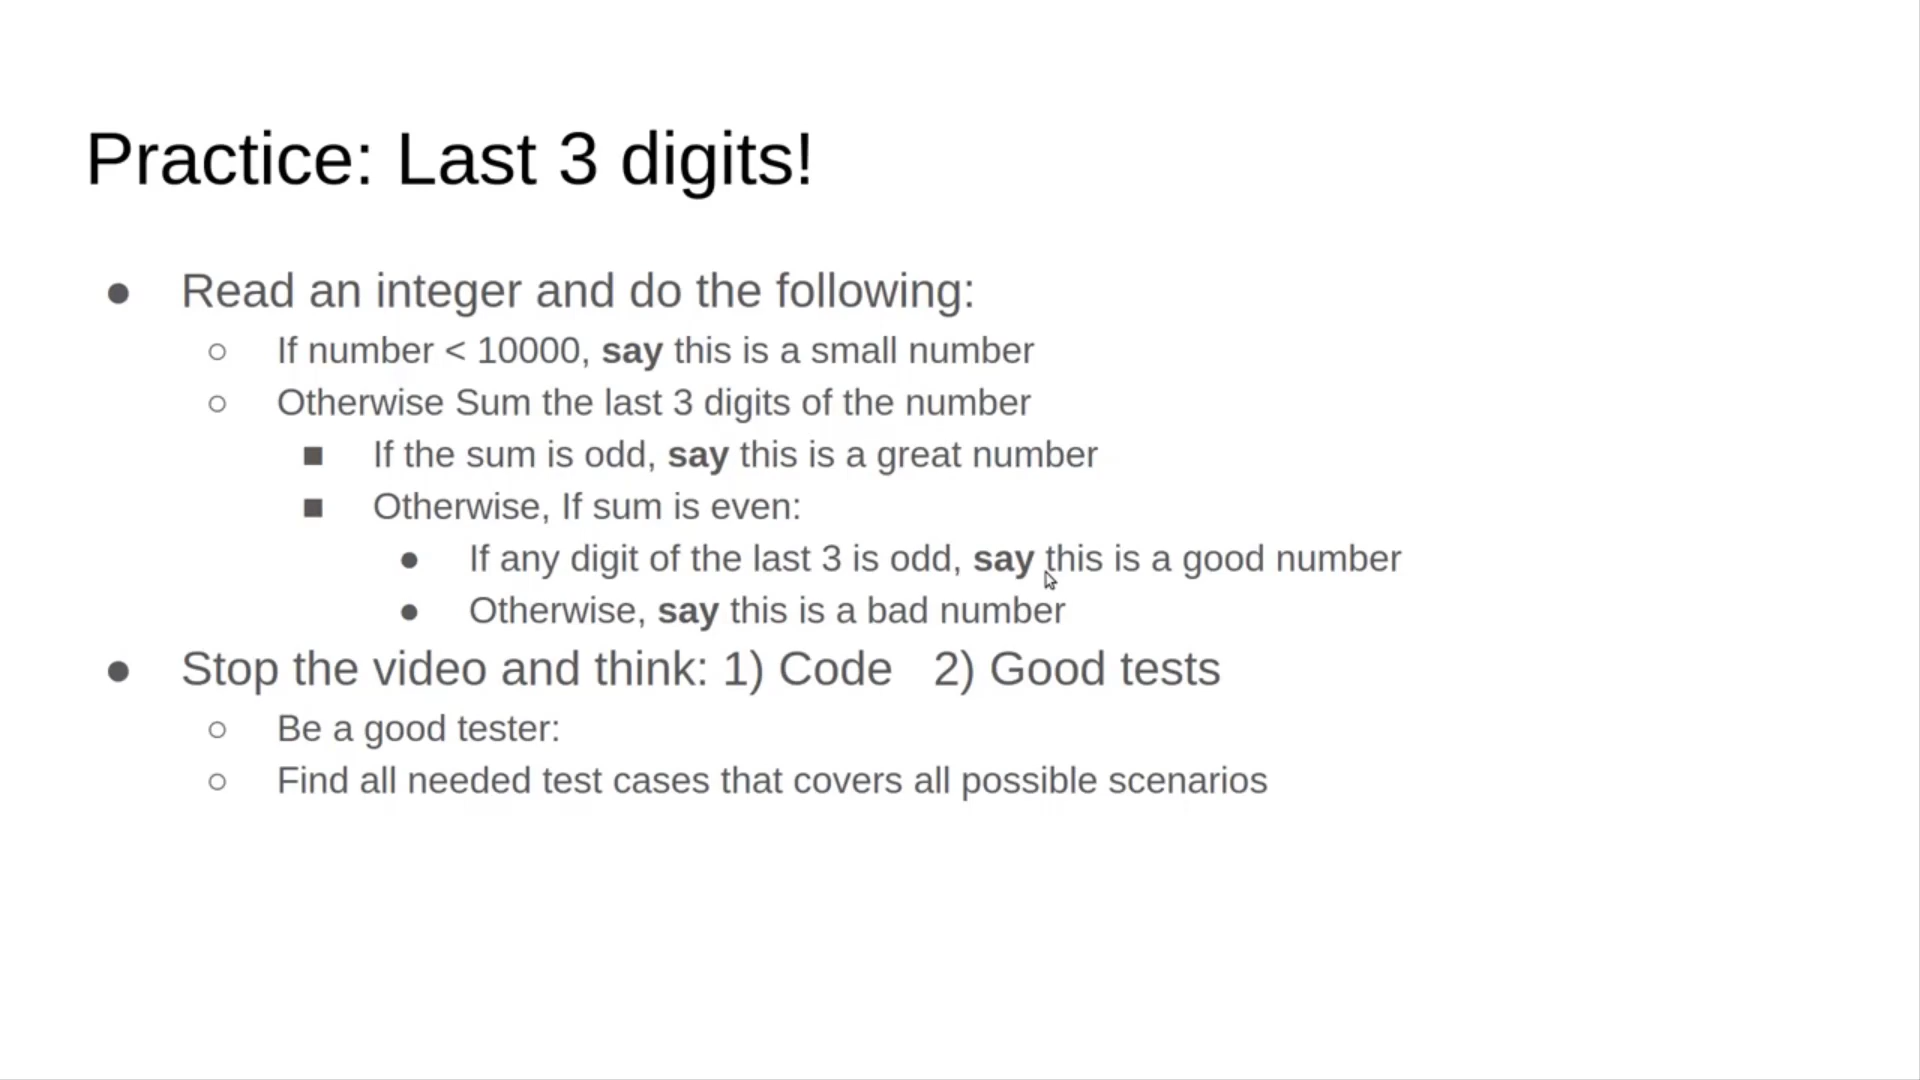 Practice: Last 3 digits!
● Read an integer and do the following:
○ If number < 10000, say this is a small number
○ Otherwise Sum the last 3 digits of the number
■ If the sum is odd, say this is a great number
■ Otherwise, If sum is even:
● If any digit of the last 3 is odd, say this is a good number
● Otherwise, say this is a bad number
● Stop the video and think: 1) Code 2) Good tests
○ Be a good tester:
○ Find all needed test cases that covers all possible scenarios